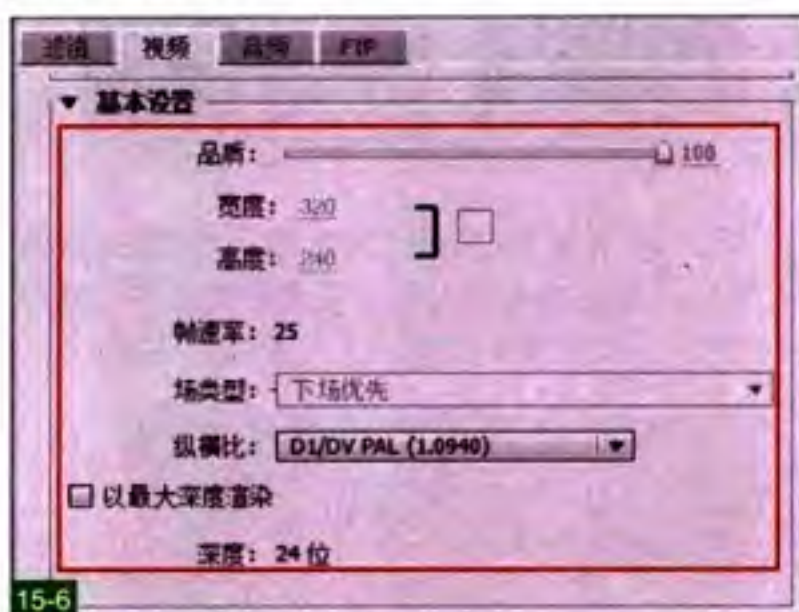 滤镜 视频 音频 FTP
▼ 基本设置
品质： 100
宽度： 320
高度： 240
帧速率： 25
场类型： 下场优先
纵横比： D1/DV PAL (1.0940)
以最大深度渲染
深度： 24 位
15-6